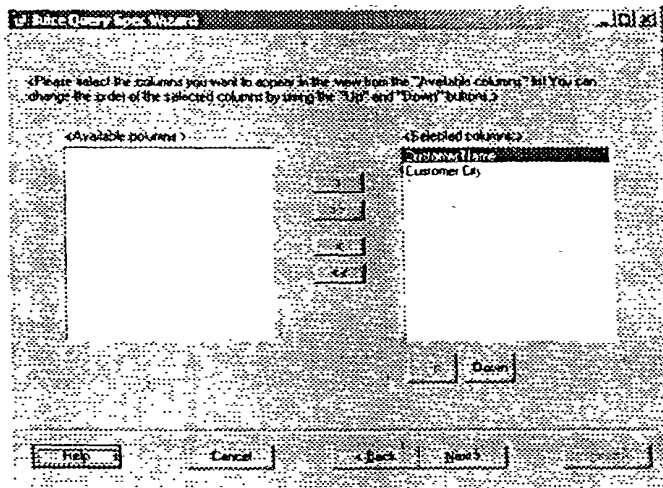 Juice Query Spec Wizard
<Please select the columns you want to appear in the view from the "Available columns" list You can
change the order of the selected columns by using the "Up" and "Down" buttons.>
<Available columns> <Selected columns>
Customer Name
Customer City
<
<<
Down
Help Cancel < Back Next >